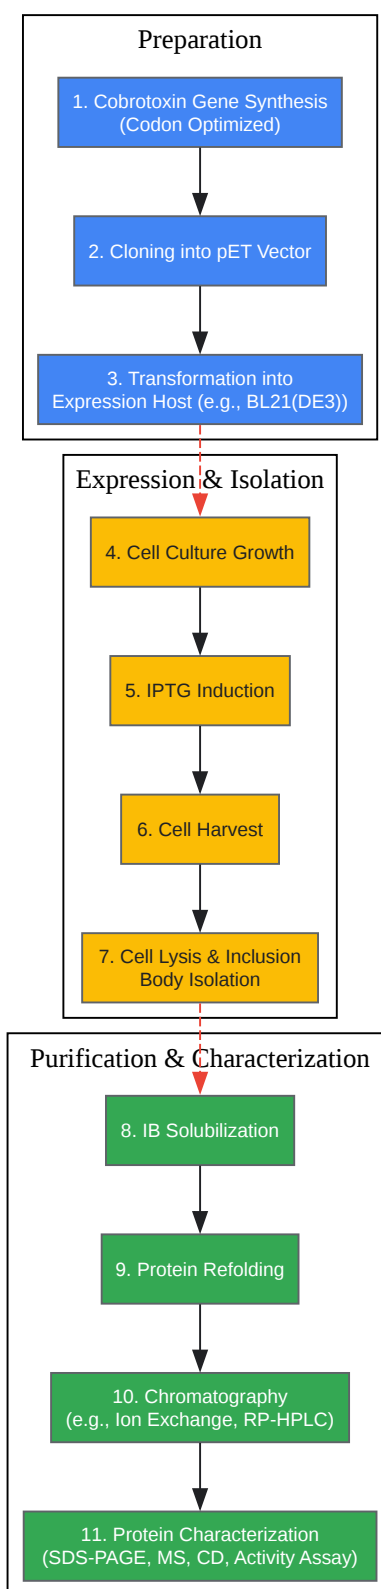 Preparation
1. Cobrotoxin Gene Synthesis
(Codon Optimized)
2. Cloning into pET Vector
3. Transformation into
Expression Host (e.g., BL21(DE3))
Expression & Isolation
4. Cell Culture Growth
5. IPTG Induction
6. Cell Harvest
7. Cell Lysis & Inclusion
Body Isolation
Purification & Characterization
8. IB Solubilization
9. Protein Refolding
10. Chromatography
(e.g., Ion Exchange, RP-HPLC)
11. Protein Characterization
(SDS-PAGE, MS, CD, Activity Assay)